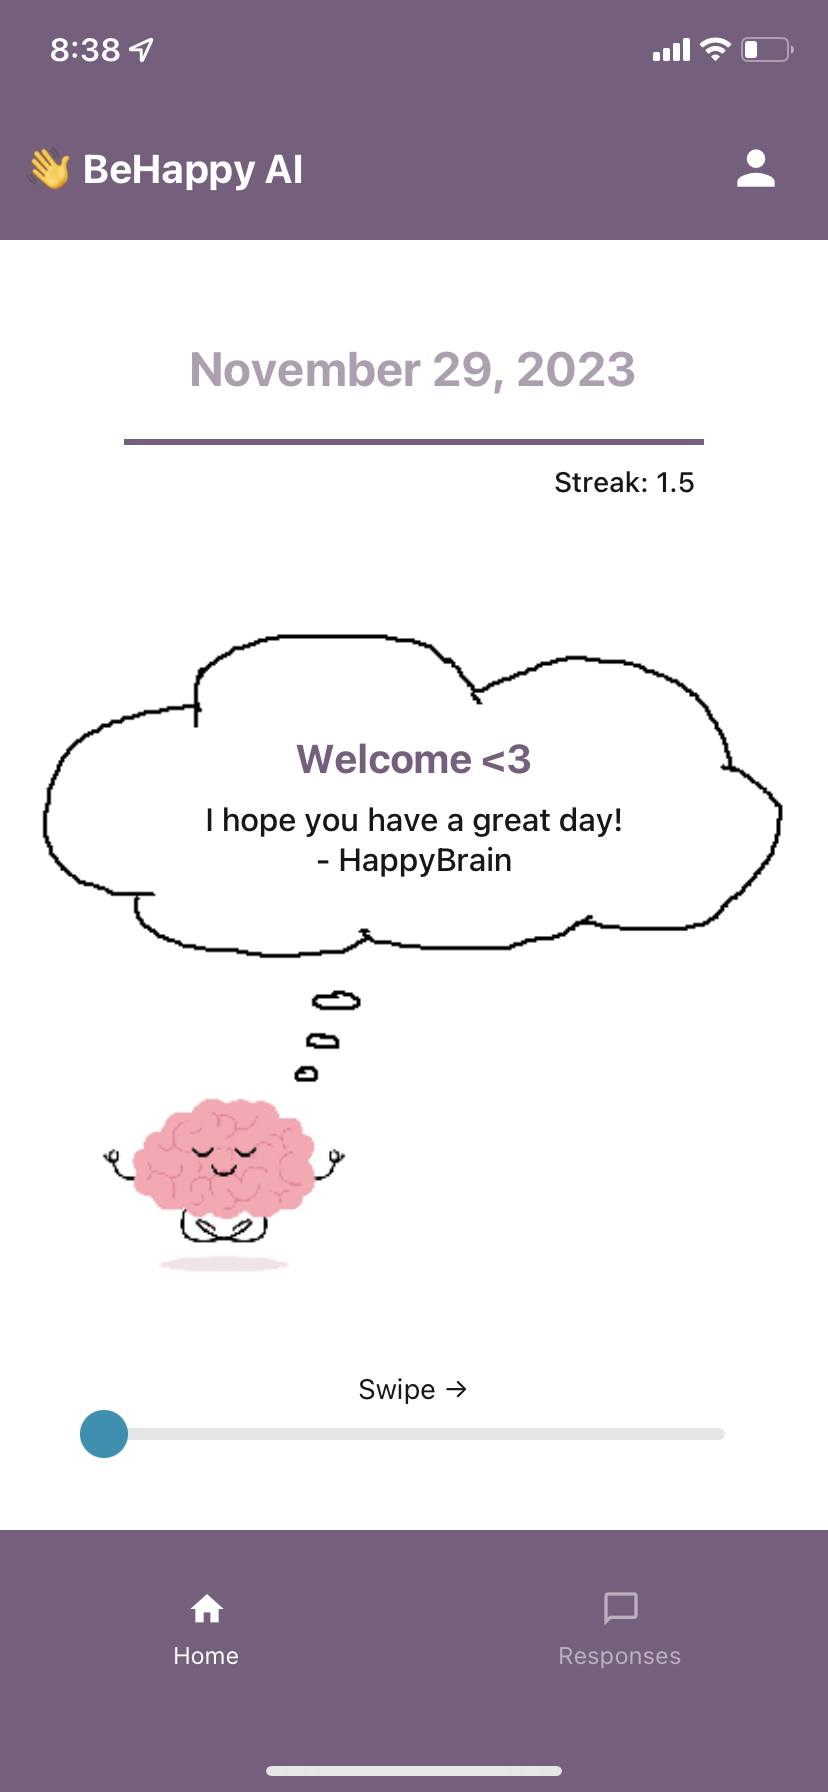 8:38
👋 BeHappy AI
November 29, 2023
Streak: 1.5
Welcome <3
I hope you have a great day!
- HappyBrain
Swipe →
Home
Responses